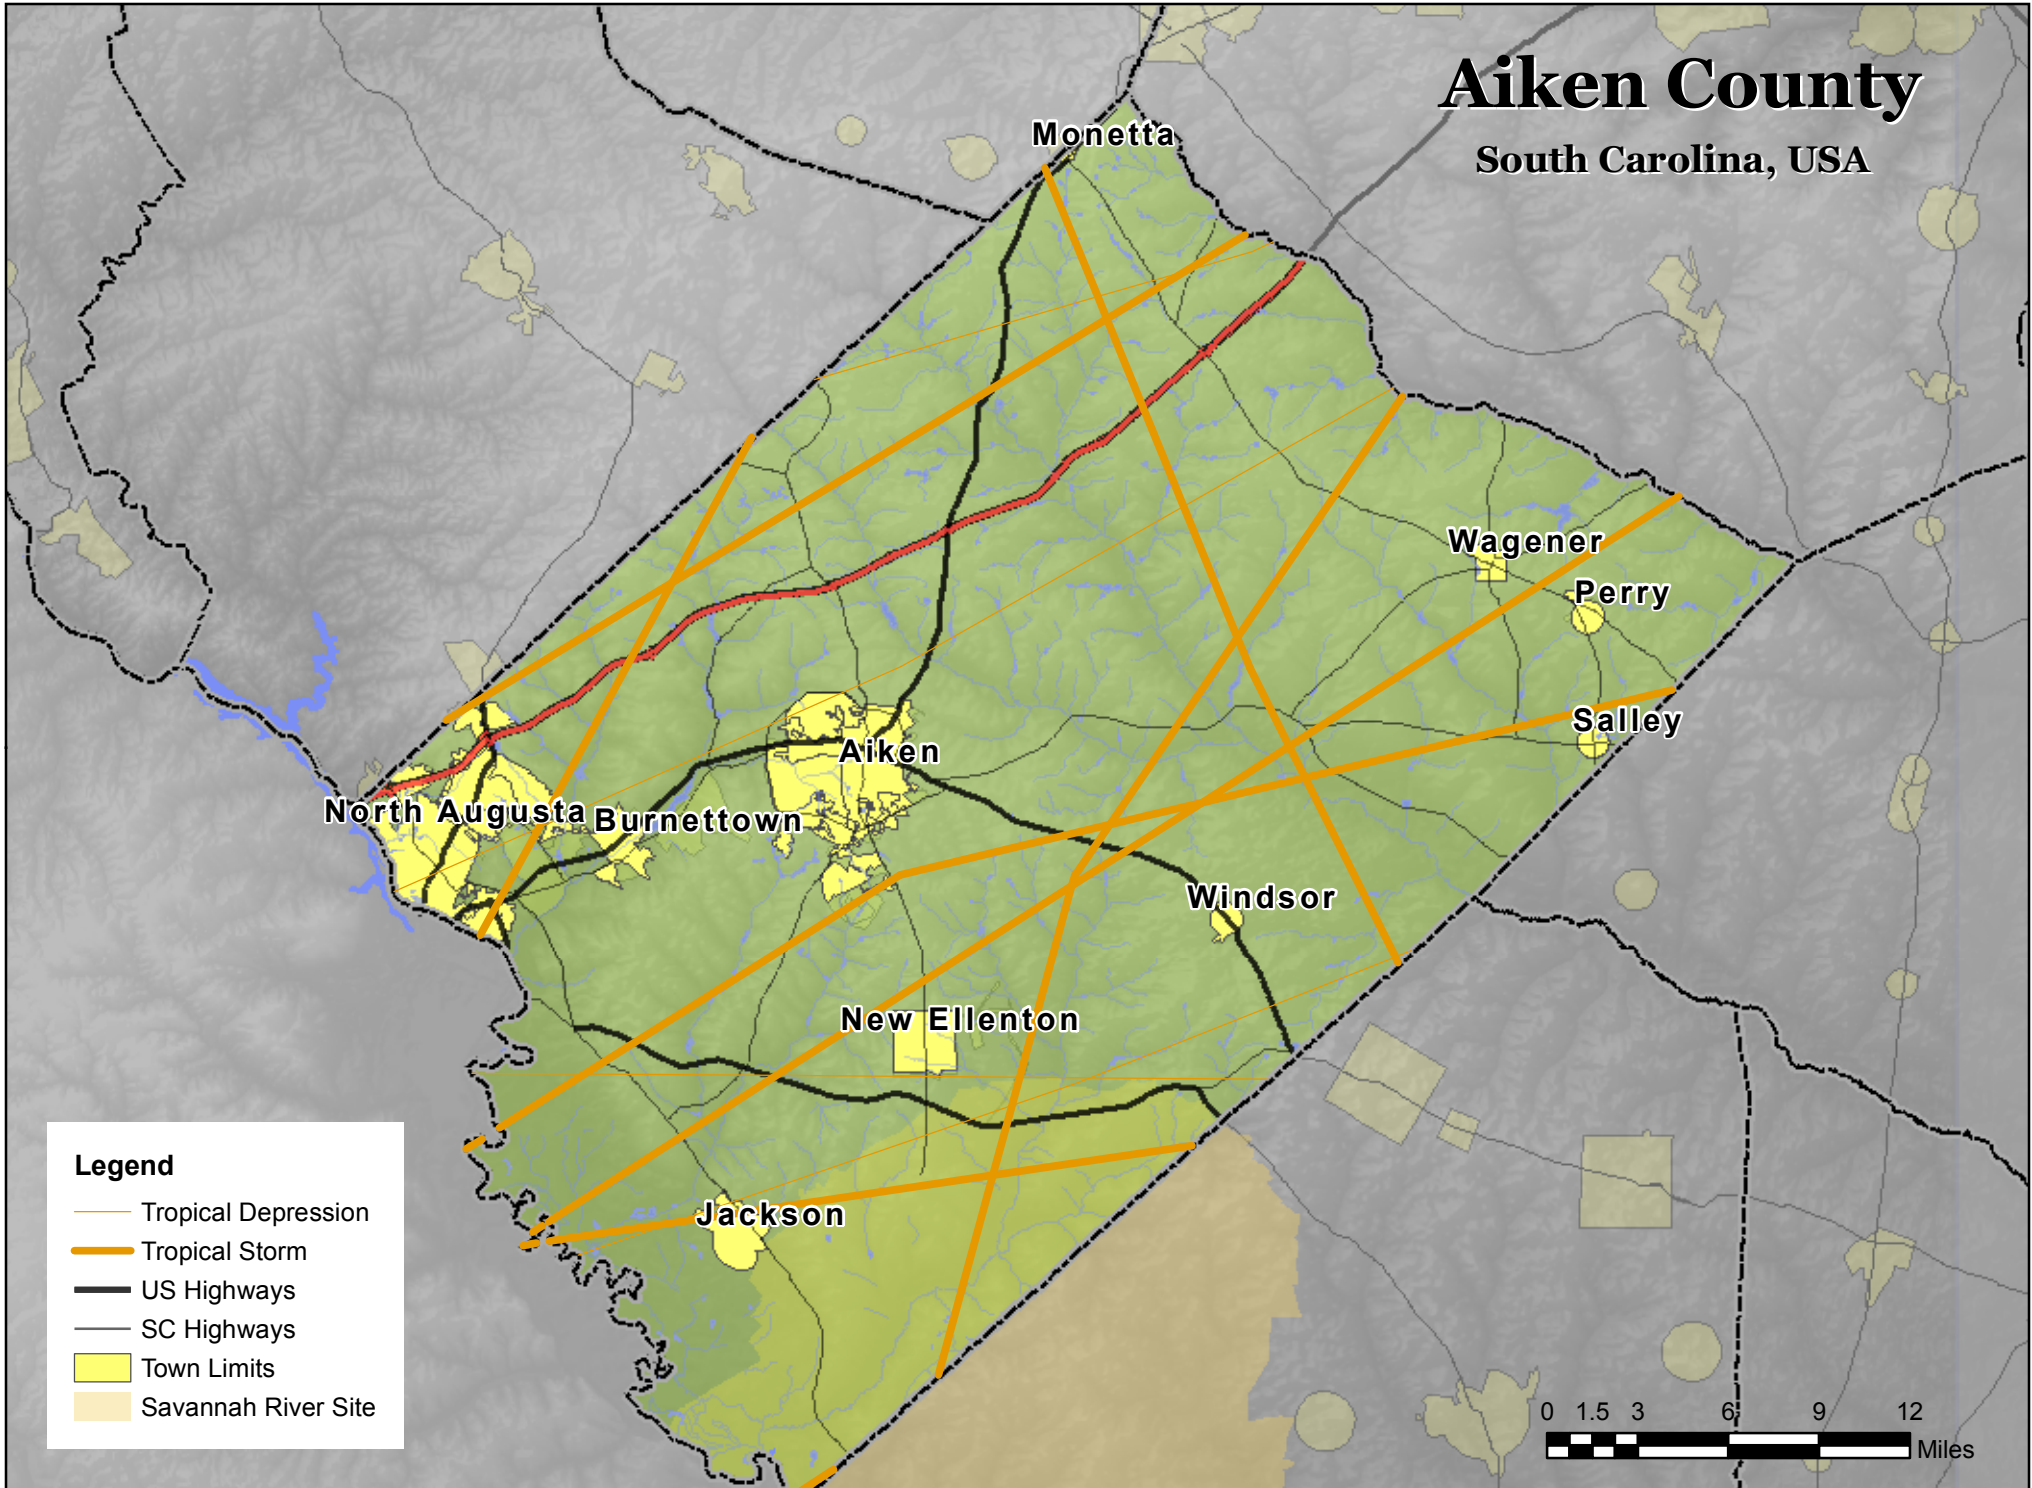 Aiken County
South Carolina, USA
Monetta
Wagener
Perry
Salley
Aiken
North Augusta
Burnettown
Windsor
New Ellenton
Jackson
Legend
Tropical Depression
Tropical Storm
US Highways
SC Highways
Town Limits
Savannah River Site
0 1.5 3 6 9 12
Miles